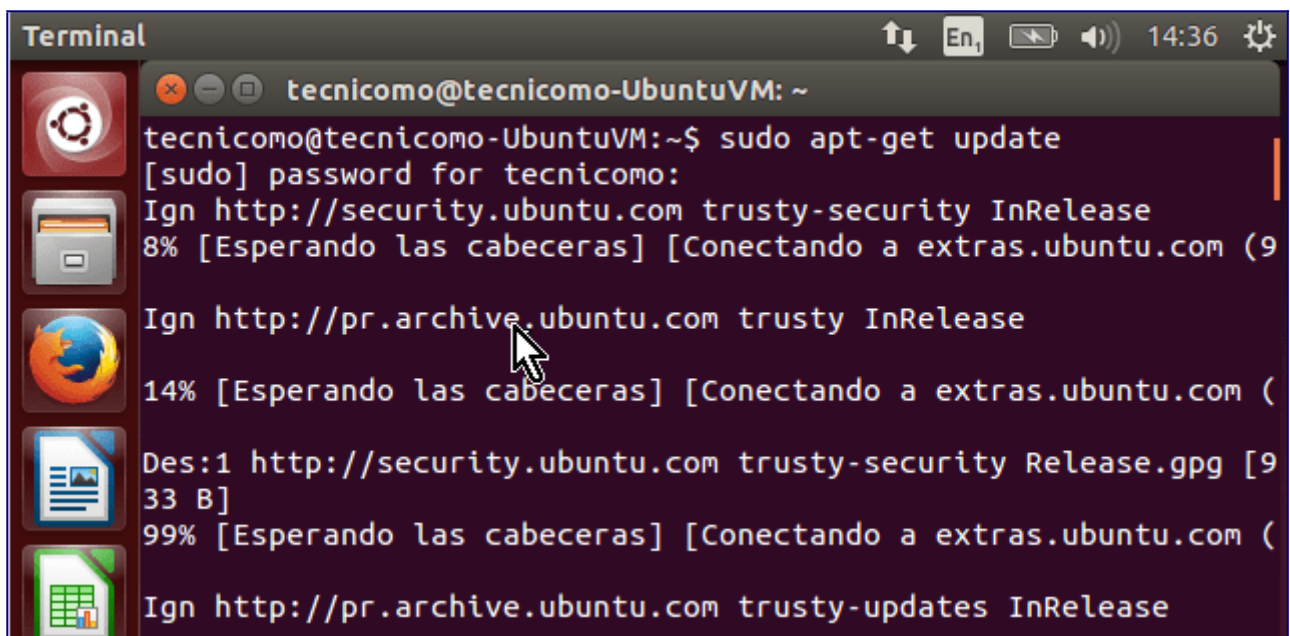 Terminal
En1
14:36
tecnicomo@tecnicomo-UbuntuVM: ~
tecnicomo@tecnicomo-UbuntuVM:~$ sudo apt-get update
[sudo] password for tecnicomo:
Ign http://security.ubuntu.com trusty-security InRelease
8% [Esperando las cabeceras] [Conectando a extras.ubuntu.com (9
Ign http://pr.archive.ubuntu.com trusty InRelease
14% [Esperando las cabeceras] [Conectando a extras.ubuntu.com (
Des:1 http://security.ubuntu.com trusty-security Release.gpg [9
33 B]
99% [Esperando las cabeceras] [Conectando a extras.ubuntu.com (
Ign http://pr.archive.ubuntu.com trusty-updates InRelease